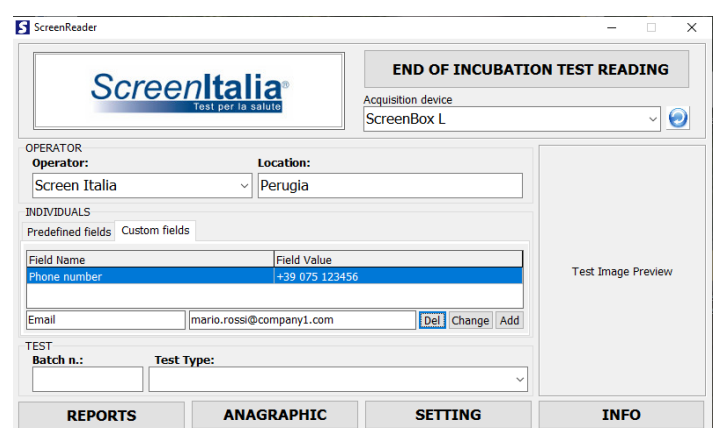 ScreenReader
ScreenItalia®
Test per la salute
END OF INCUBATION TEST READING
Acquisition device
ScreenBox L
OPERATOR
Operator: Location:
Screen Italia Perugia
INDIVIDUALS
Predefined fields Custom fields
Field Name Field Value
Phone number +39 075 123456
Email mario.rossi@company1.com Del Change Add
Test Image Preview
TEST
Batch n.: Test Type:
REPORTS ANAGRAPHIC SETTING INFO